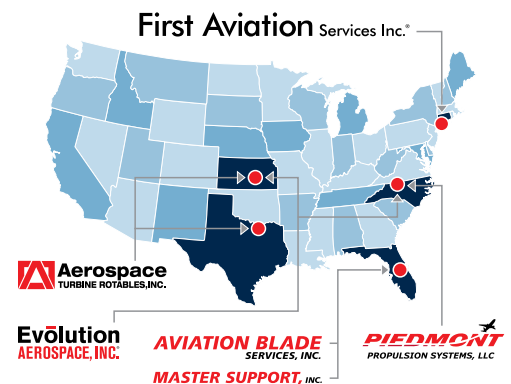 First Aviation Services Inc.®
Aerospace
TURBINE ROTABLES, INC.
Evolution
AEROSPACE, INC.
AVIATION BLADE
SERVICES, INC.
MASTER SUPPORT, INC.
PIEDMONT
PROPULSION SYSTEMS, LLC